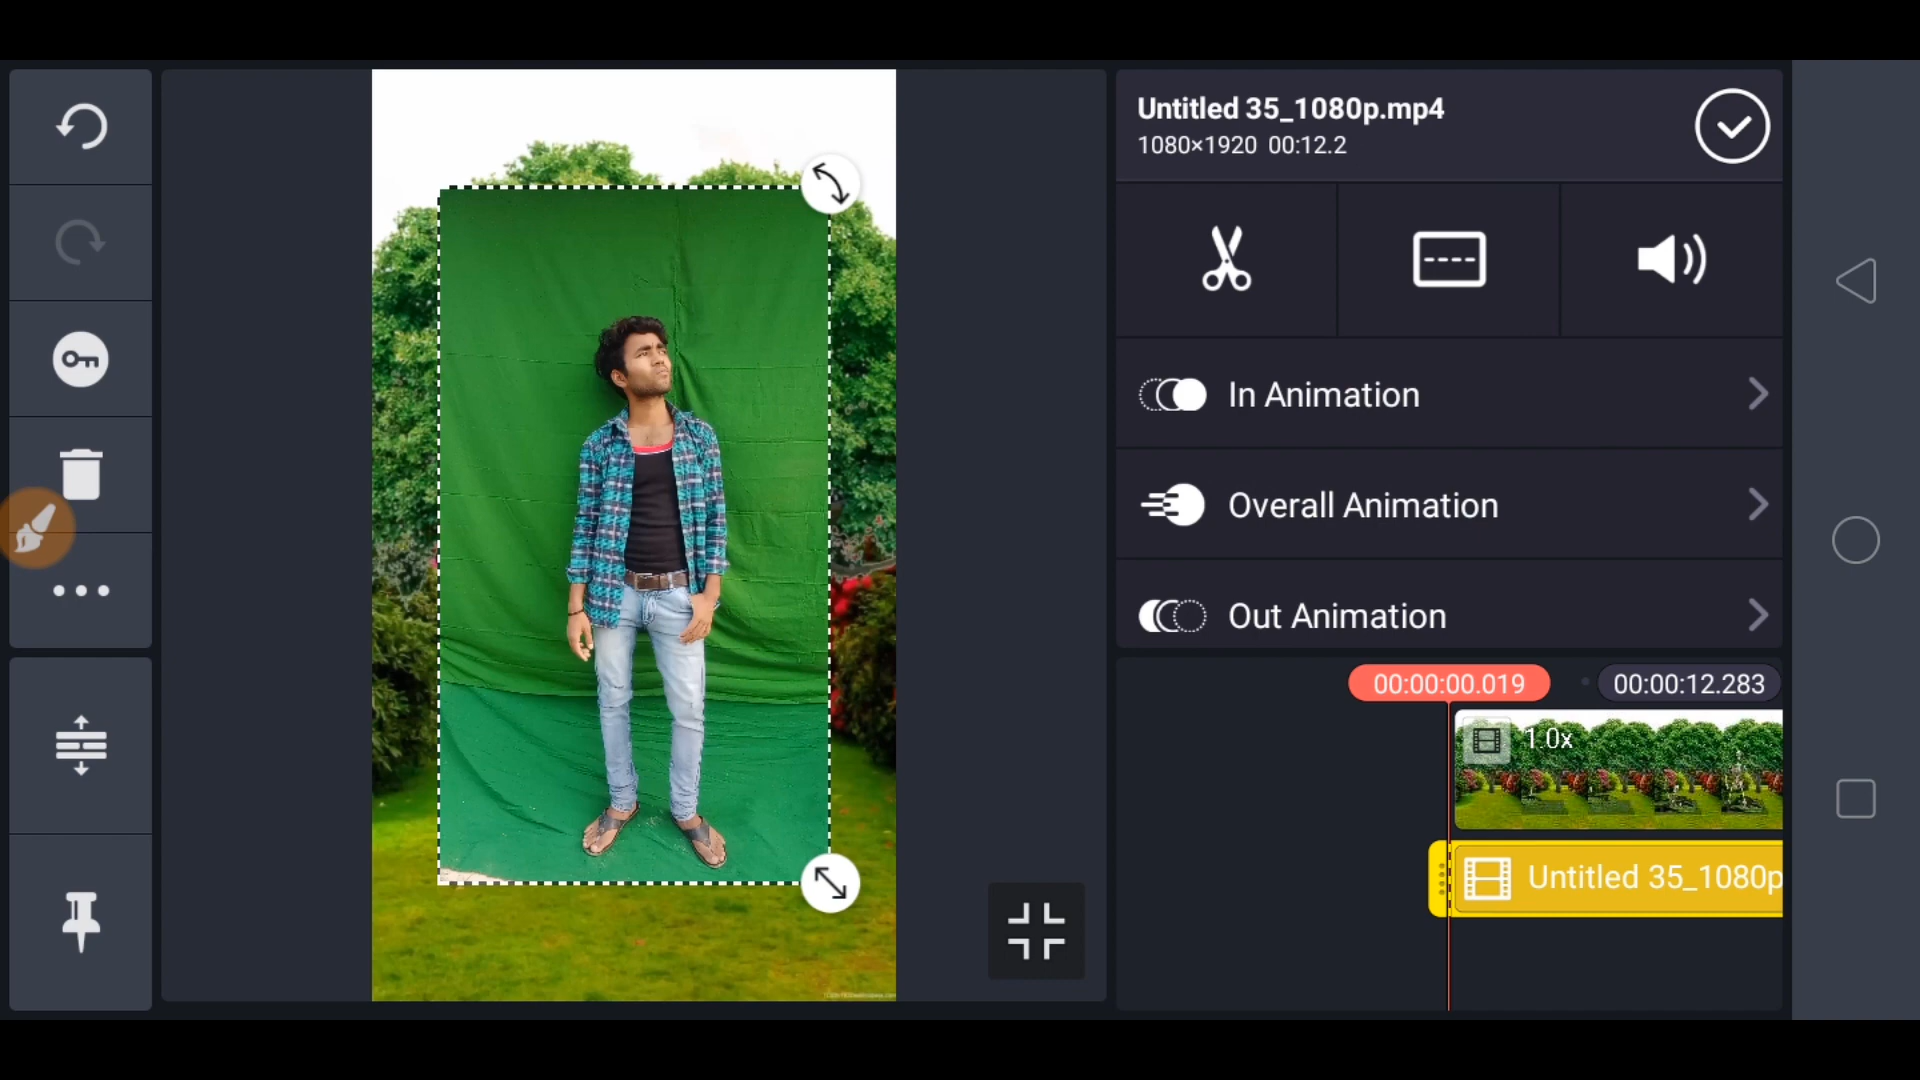 Untitled 35_1080p.mp4
1080×1920 00:12.2
In Animation
Overall Animation
Out Animation
00:00:00.019
00:00:12.283
1.0x
Untitled 35_1080p